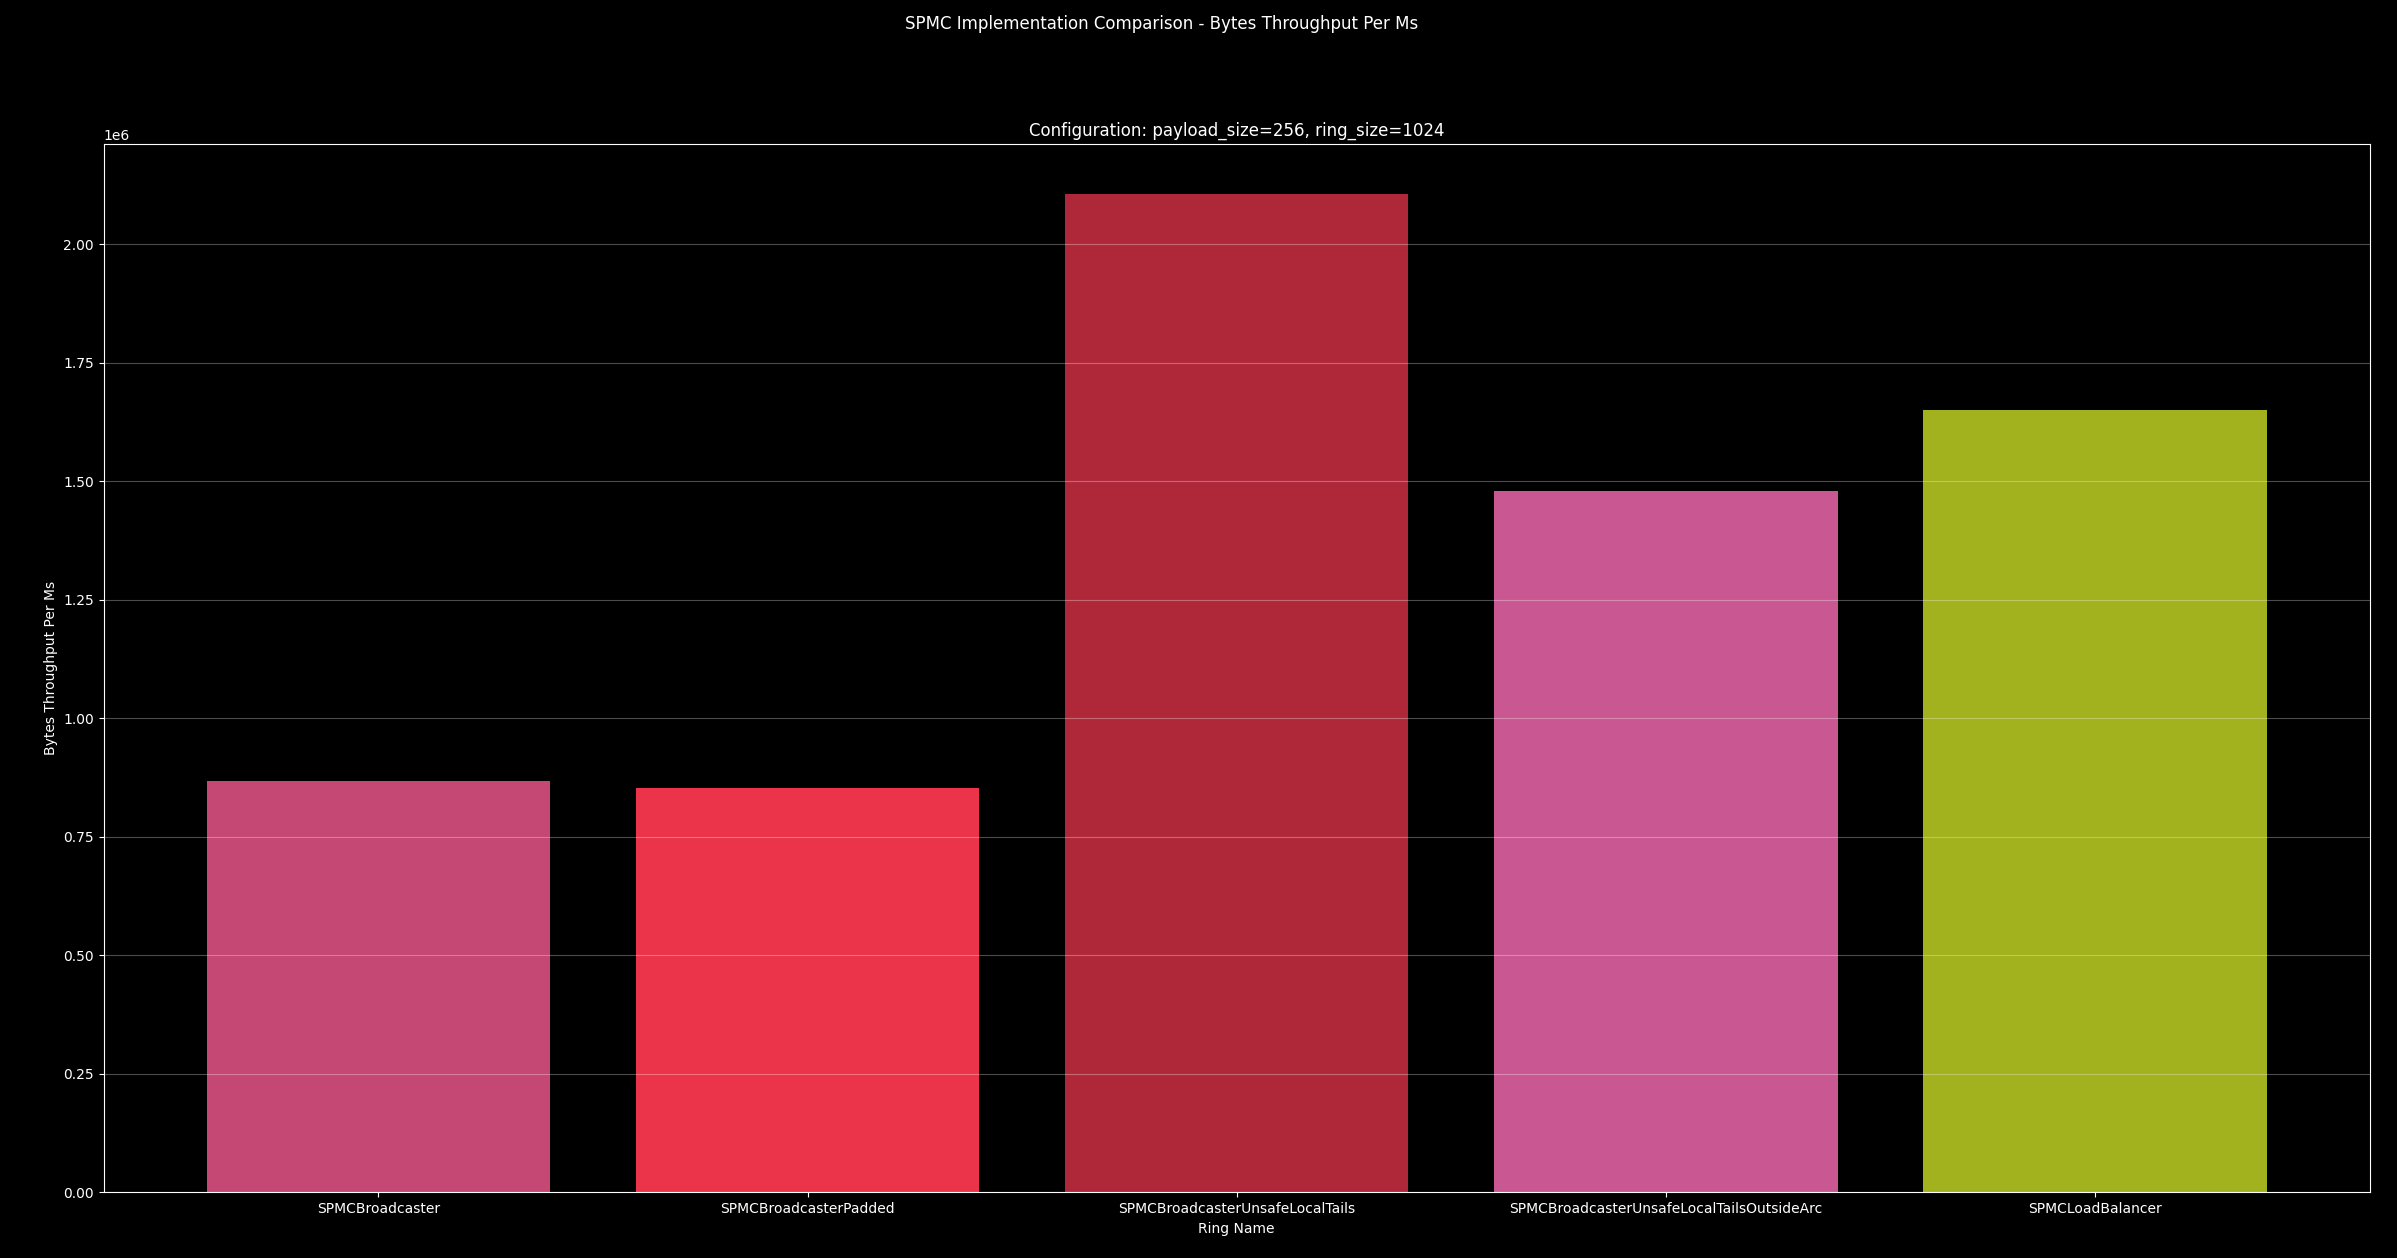 SPMC Implementation Comparison - Bytes Throughput Per Ms
Configuration: payload_size=256, ring_size=1024
1e6
2.00
1.75
1.50
1.25
1.00
0.75
0.50
0.25
0.00
Bytes Throughput Per Ms
SPMCBroadcaster
SPMCBroadcasterPadded
SPMCBroadcasterUnsafeLocalTails
SPMCBroadcasterUnsafeLocalTailsOutsideArc
SPMCLoadBalancer
Ring Name